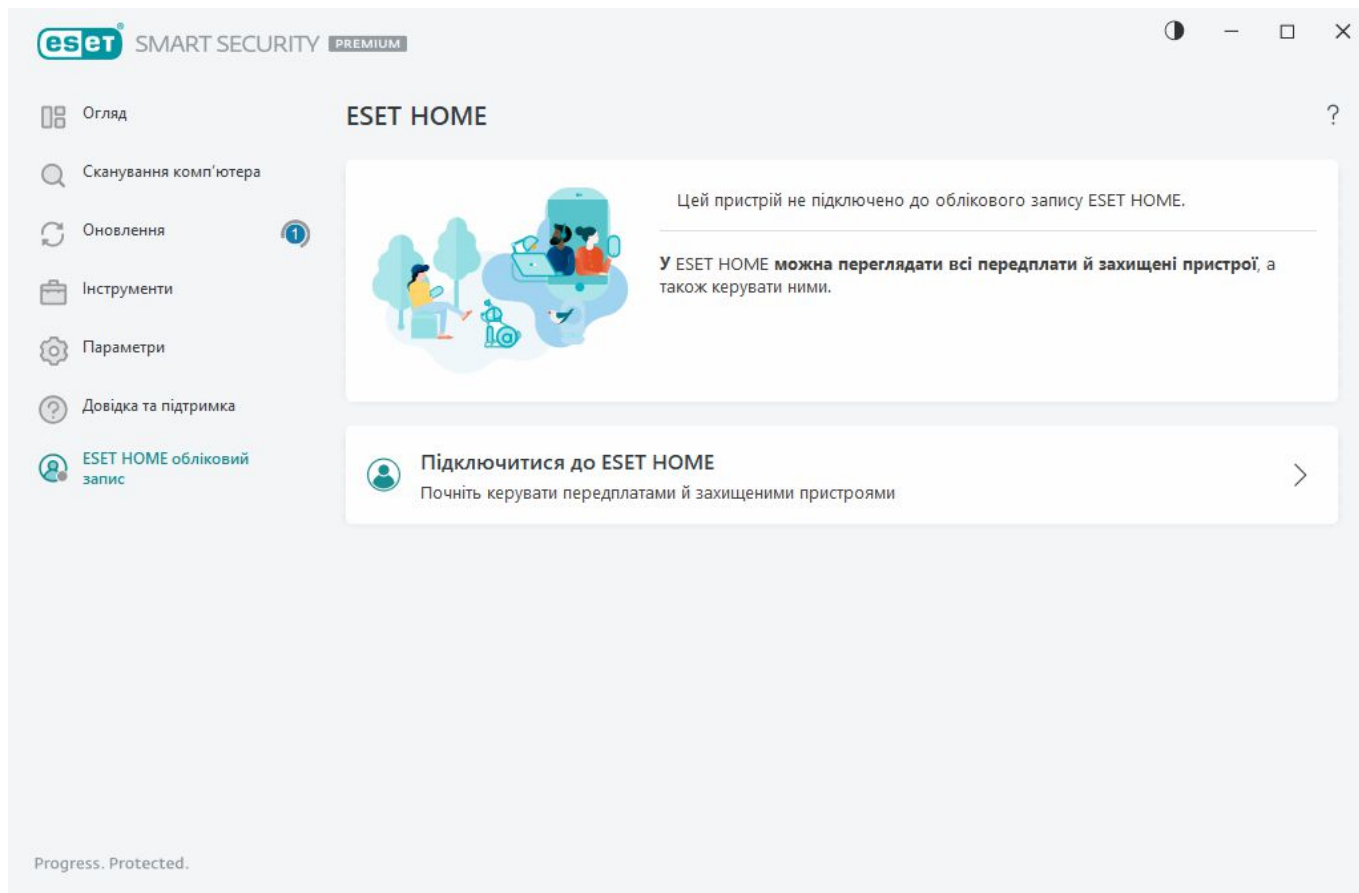 eset® SMART SECURITY PREMIUM
Огляд
Сканування комп'ютера
Оновлення 1
Інструменти
Параметри
Довідка та підтримка
ESET HOME обліковий
запис
ESET HOME
?
Цей пристрій не підключено до облікового запису ESET HOME.
У ESET HOME можна переглядати всі передплати й захищені пристрої, а
також керувати ними.
Підключитися до ESET HOME
Почніть керувати передплатами й захищеними пристроями
Progress. Protected.